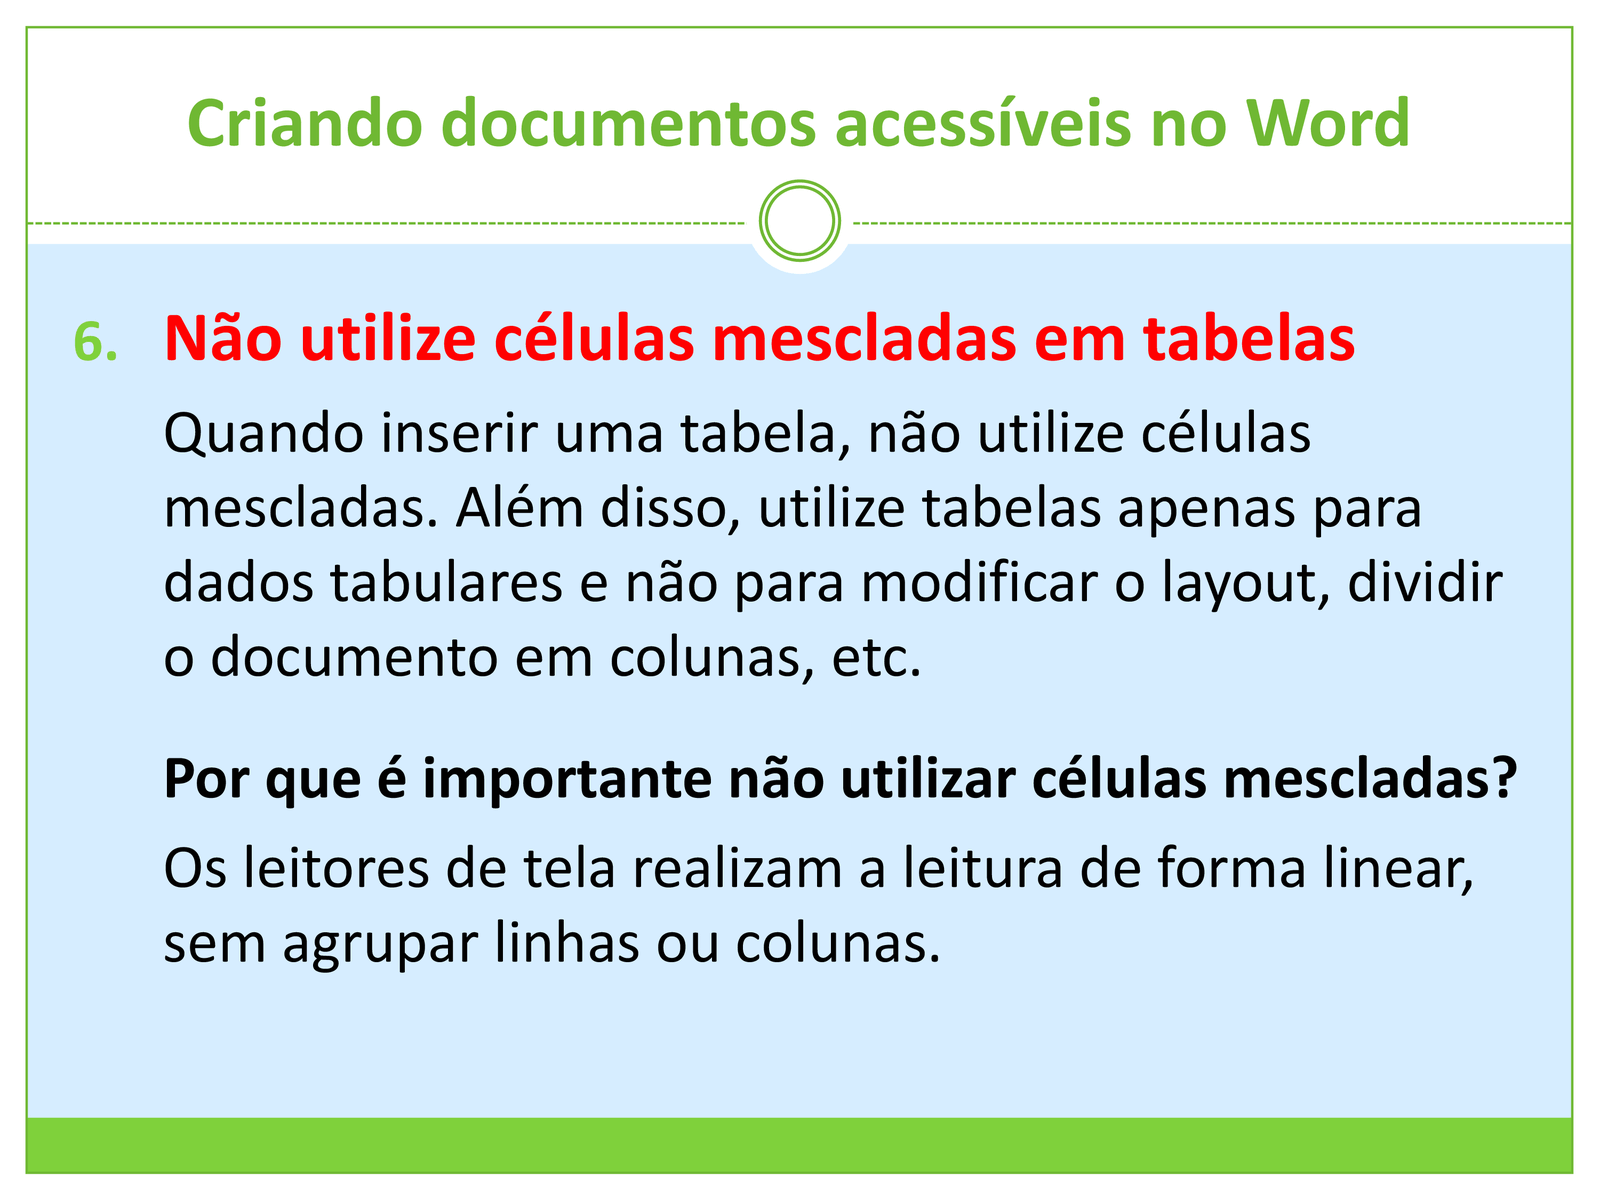 Criando documentos acessíveis no Word
6. Não utilize células mescladas em tabelas
Quando inserir uma tabela, não utilize células
mescladas. Além disso, utilize tabelas apenas para
dados tabulares e não para modificar o layout, dividir
o documento em colunas, etc.
Por que é importante não utilizar células mescladas?
Os leitores de tela realizam a leitura de forma linear,
sem agrupar linhas ou colunas.